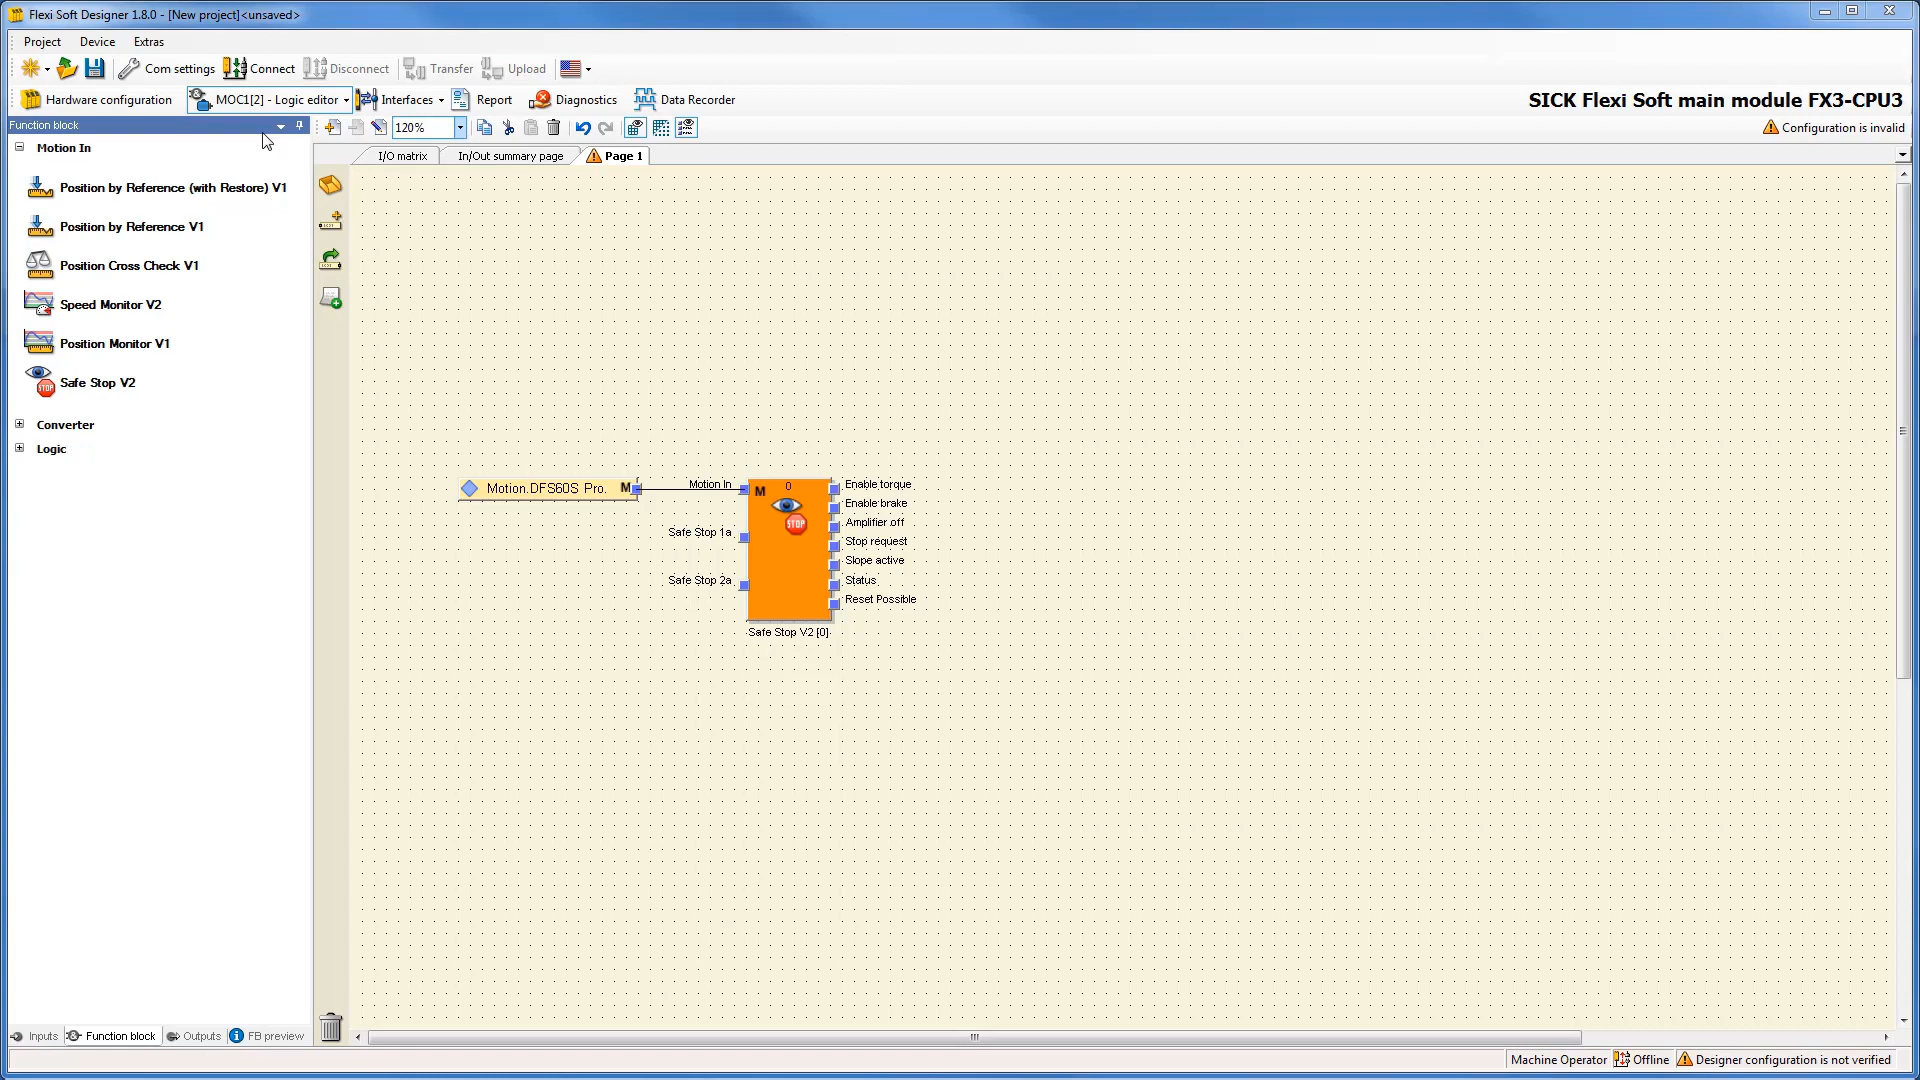 Flexi Soft Designer 1.8.0 - [New project]<unsaved>
Project Device Extras
Com settings Connect Disconnect Transfer Upload
Hardware configuration MOC1[2] - Logic editor Interfaces Report Diagnostics Data Recorder SICK Flexi Soft main module FX3-CPU3
Function block 120% Configuration is invalid
I/O matrix In/Out summary page Page 1
Motion In
Position by Reference (with Restore) V1
Position by Reference V1
Position Cross Check V1
Speed Monitor V2
Position Monitor V1
STOP Safe Stop V2
Converter
Logic
Motion.DFS60S Pro. M Motion In M 0 Enable torque
Enable brake
STOP Amplifier off
Safe Stop 1a Stop request
Slope active
Safe Stop 2a Status
Reset Possible
Safe Stop V2 [0]
Inputs Function block Outputs FB preview
Machine Operator Offline Designer configuration is not verified